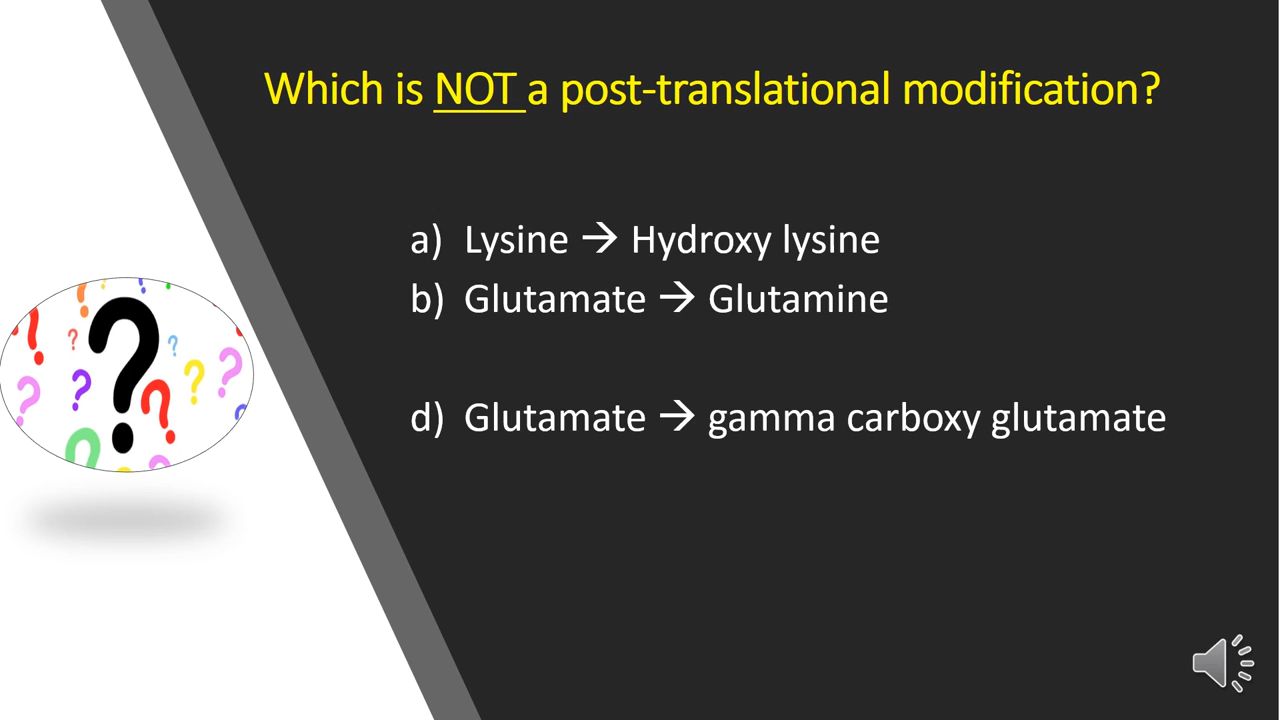 Which is NOT a post-translational modification?
a) Lysine → Hydroxy lysine
b) Glutamate → Glutamine
d) Glutamate → gamma carboxy glutamate